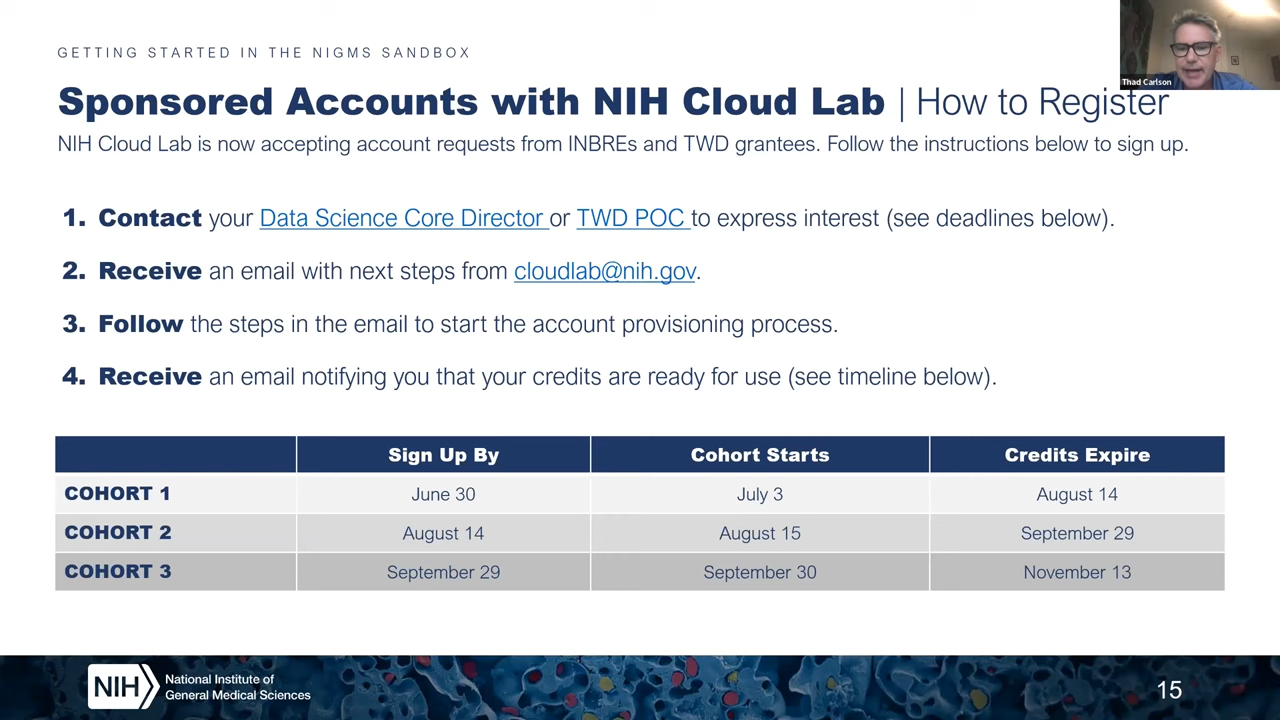 GETTING STARTED IN THE NIGMS SANDBOX
Thad Carlson
Sponsored Accounts with NIH Cloud Lab | How to Register
NIH Cloud Lab is now accepting account requests from INBREs and TWD grantees. Follow the instructions below to sign up.
1. Contact your Data Science Core Director or TWD POC to express interest (see deadlines below).
2. Receive an email with next steps from cloudlab@nih.gov.
3. Follow the steps in the email to start the account provisioning process.
4. Receive an email notifying you that your credits are ready for use (see timeline below).
Sign Up By Cohort Starts Credits Expire
COHORT 1 June 30 July 3 August 14
COHORT 2 August 14 August 15 September 29
COHORT 3 September 29 September 30 November 13
NIH National Institute of
General Medical Sciences
15